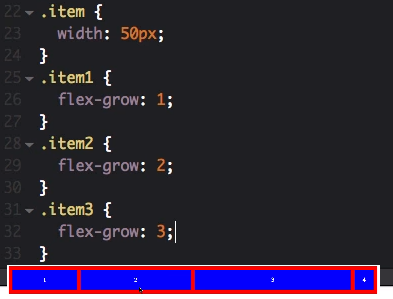 22 .item {
23 width: 50px;
24 }
25 .item1 {
26 flex-grow: 1;
27 }
28 .item2 {
29 flex-grow: 2;
30 }
31 .item3 {
32 flex-grow: 3;
33 }
1 2 3 4